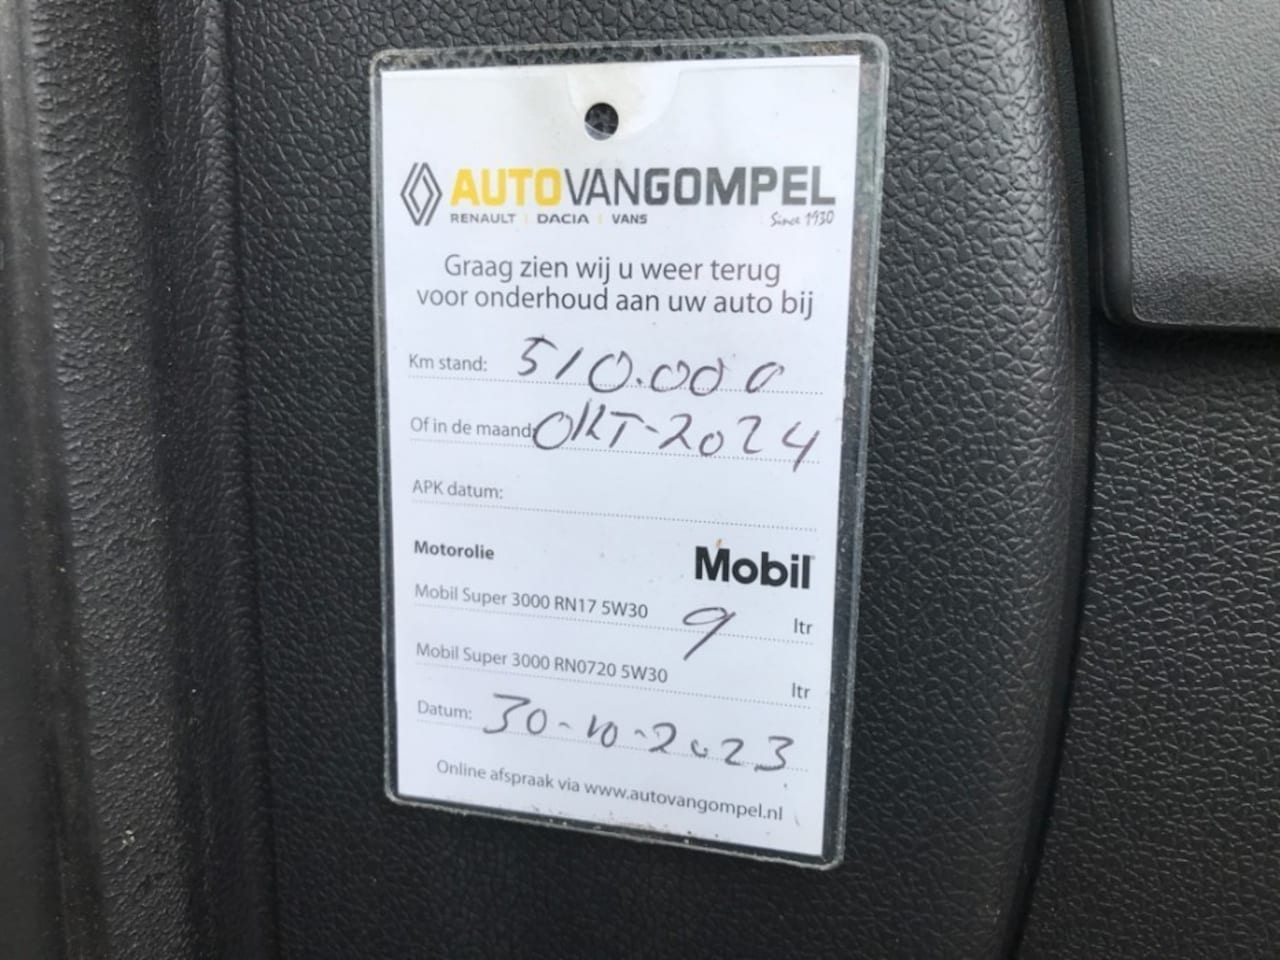 AUTOVANGOMPEL
RENAULT | DACIA | VANS
Since 1930
Graag zien wij u weer terug
voor onderhoud aan uw auto bij
Km stand: 510.000
Of in de maand: OKT-2024
APK datum:
Motorolie Mobil
Mobil Super 3000 RN17 5W30 9 ltr
Mobil Super 3000 RN0720 5W30 ltr
Datum: 30-10-2023
Online afspraak via www.autovangompel.nl